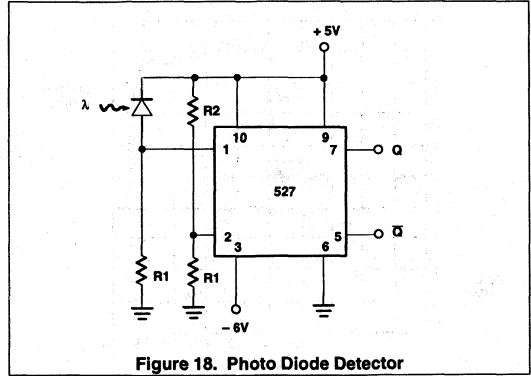 + 5V
λ
R2
10
9
1
7
Q
527
2
5
Q̅
3
6
R1
R1
– 6V
Figure 18. Photo Diode Detector